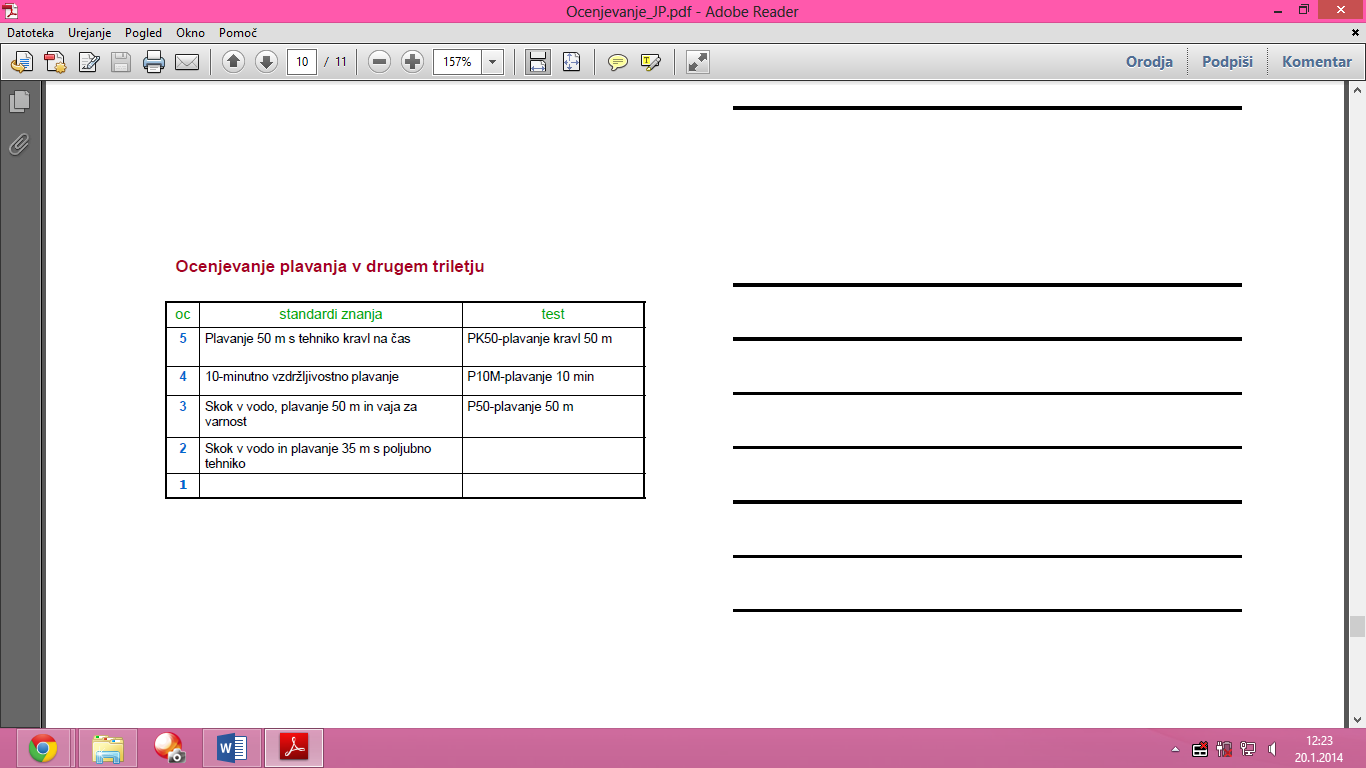 Ocenjevanje_JP.pdf - Adobe Reader
Datoteka Urejanje Pogled Okno Pomoč
10 / 11 157% Orodja Podpiši Komentar
Ocenjevanje plavanja v drugem triletju
oc standardi znanja test
5 Plavanje 50 m s tehniko kravl na čas PK50-plavanje kravl 50 m
4 10-minutno vzdržljivostno plavanje P10M-plavanje 10 min
3 Skok v vodo, plavanje 50 m in vaja za P50-plavanje 50 m
varnost
2 Skok v vodo in plavanje 35 m s poljubno
tehniko
1
12:23
20.1.2014